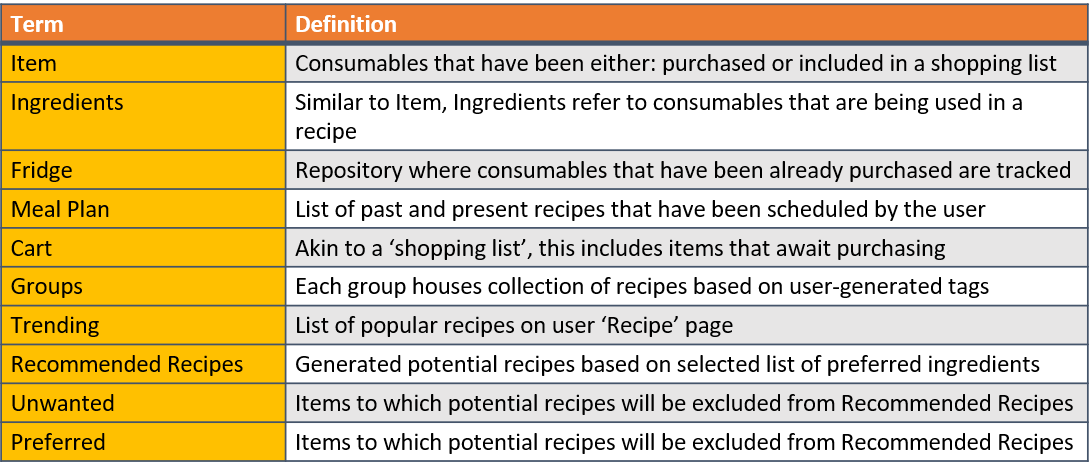 Term Definition
Item Consumables that have been either: purchased or included in a shopping list
Ingredients Similar to Item, Ingredients refer to consumables that are being used in a
recipe
Fridge Repository where consumables that have been already purchased are tracked
Meal Plan List of past and present recipes that have been scheduled by the user
Cart Akin to a ‘shopping list’, this includes items that await purchasing
Groups Each group houses collection of recipes based on user-generated tags
Trending List of popular recipes on user ‘Recipe’ page
Recommended Recipes Generated potential recipes based on selected list of preferred ingredients
Unwanted Items to which potential recipes will be excluded from Recommended Recipes
Preferred Items to which potential recipes will be excluded from Recommended Recipes